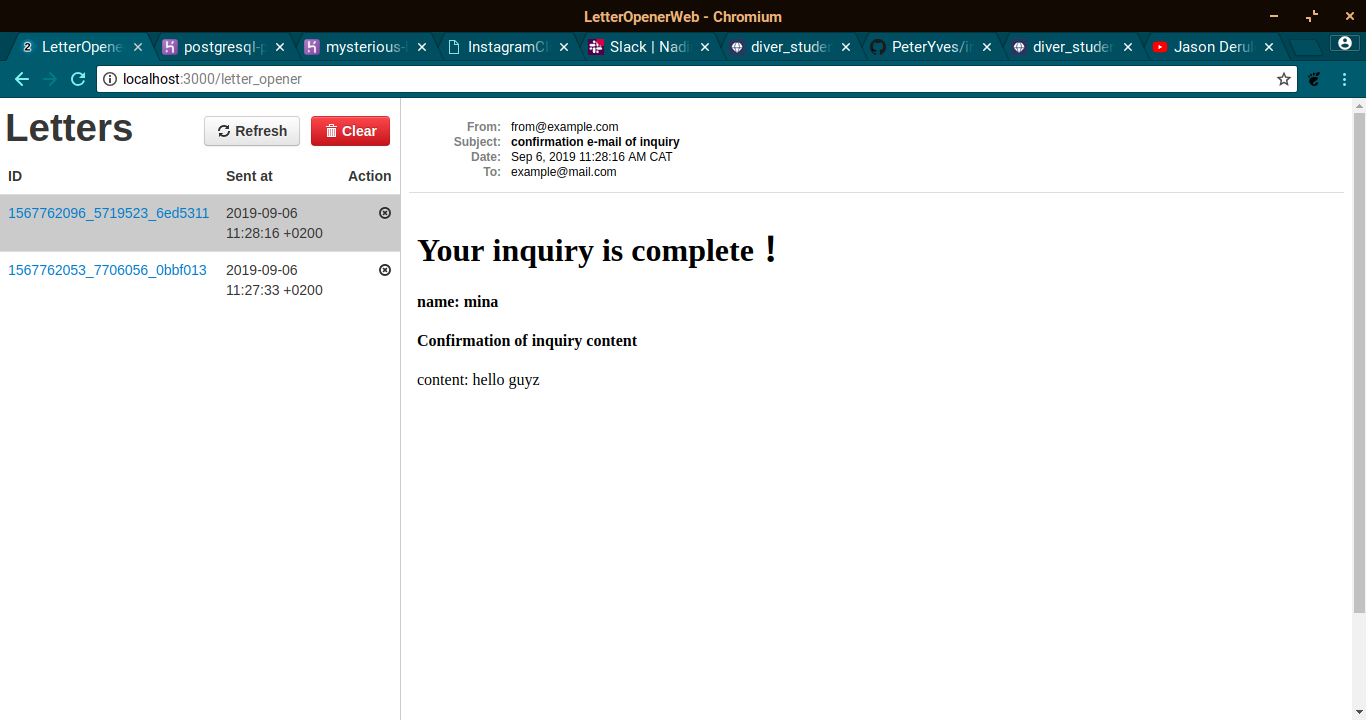 LetterOpenerWeb - Chromium
LetterOpene
postgresql-p
mysterious-
InstagramCl
Slack | Nadi
diver_studen
PeterYves/i
diver_studen
Jason Derul
localhost:3000/letter_opener
Letters
Refresh
Clear
ID Sent at Action
1567762096_5719523_6ed5311 2019-09-06
11:28:16 +0200
1567762053_7706056_0bbf013 2019-09-06
11:27:33 +0200
From: from@example.com
Subject: confirmation e-mail of inquiry
Date: Sep 6, 2019 11:28:16 AM CAT
To: example@mail.com
Your inquiry is complete！
name: mina
Confirmation of inquiry content
content: hello guyz